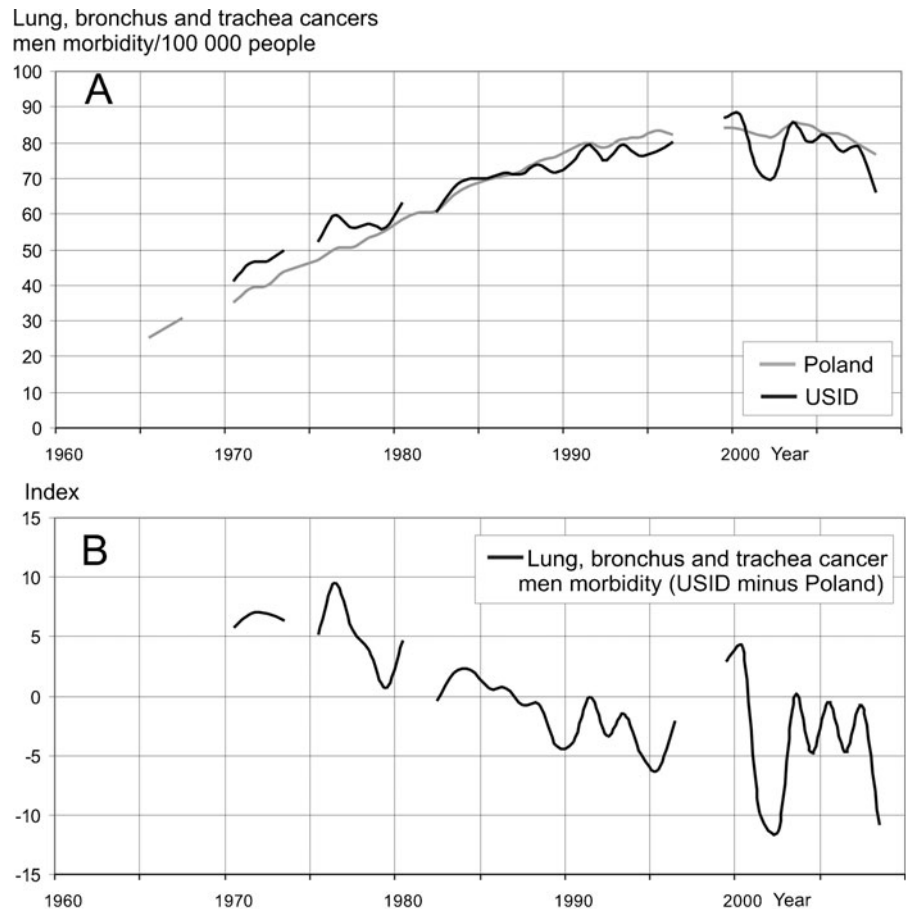 Lung, bronchus and trachea cancers
men morbidity/100 000 people
A
100
90
80
70
60
50
40
30
20
10
0
Poland
USID
1960 1970 1980 1990 2000 Year
Index
B
15
10
5
0
-5
-10
-15
Lung, bronchus and trachea cancer
men morbidity (USID minus Poland)
1960 1970 1980 1990 2000 Year